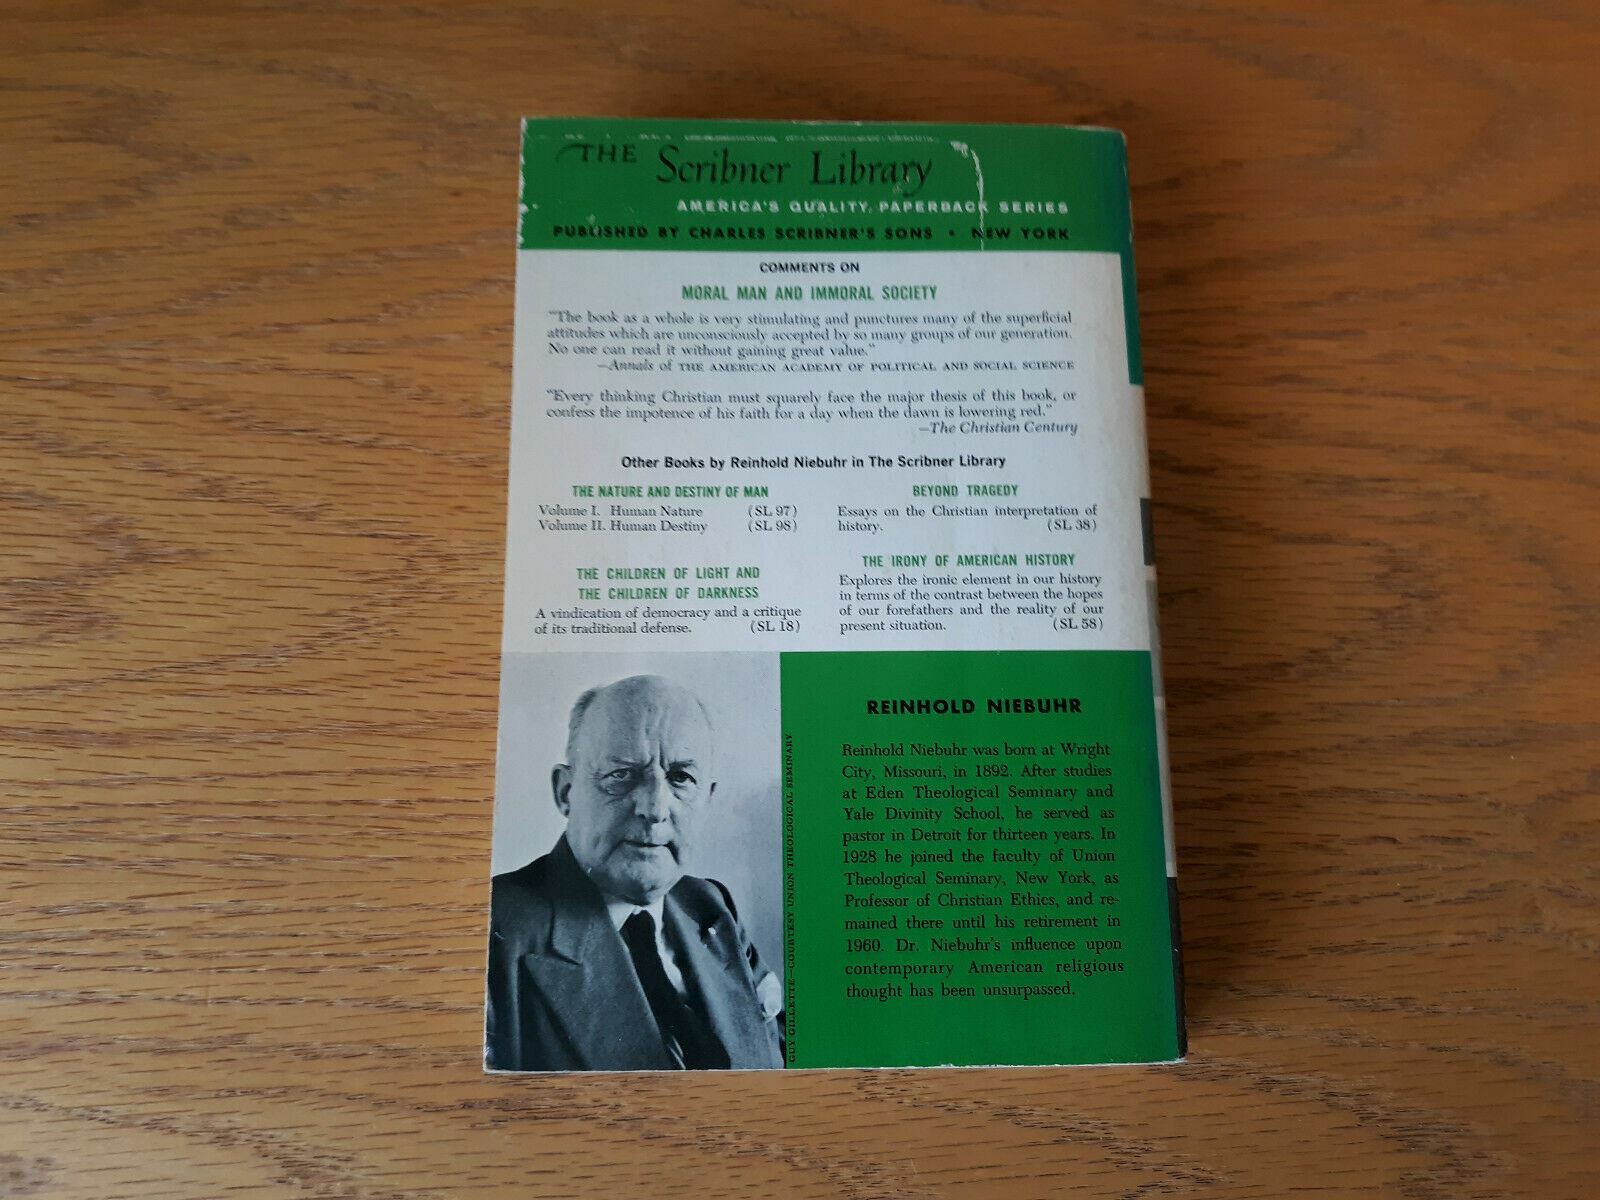 THE Scribner Library
AMERICA'S QUALITY PAPERBACK SERIES
PUBLISHED BY CHARLES SCRIBNER'S SONS • NEW YORK
COMMENTS ON
MORAL MAN AND IMMORAL SOCIETY
"The book as a whole is very stimulating and punctures many of the superficial
attitudes which are unconsciously accepted by so many groups of our generation.
No one can read it without gaining great value."
—Annals of THE AMERICAN ACADEMY OF POLITICAL AND SOCIAL SCIENCE
"Every thinking Christian must squarely face the major thesis of this book, or
confess the impotence of his faith for a day when the dawn is lowering red."
—The Christian Century
Other Books by Reinhold Niebuhr in The Scribner Library
THE NATURE AND DESTINY OF MAN
Volume I. Human Nature (SL 97)
Volume II. Human Destiny (SL 98)
THE CHILDREN OF LIGHT AND
THE CHILDREN OF DARKNESS
A vindication of democracy and a critique
of its traditional defense. (SL 18)
BEYOND TRAGEDY
Essays on the Christian interpretation of
history. (SL 38)
THE IRONY OF AMERICAN HISTORY
Explores the ironic element in our history
in terms of the contrast between the hopes
of our forefathers and the reality of our
present situation. (SL 58)
GUY GILLETTE—COURTESY UNION THEOLOGICAL SEMINARY
REINHOLD NIEBUHR
Reinhold Niebuhr was born at Wright
City, Missouri, in 1892. After studies
at Eden Theological Seminary and
Yale Divinity School, he served as
pastor in Detroit for thirteen years. In
1928 he joined the faculty of Union
Theological Seminary, New York, as
Professor of Christian Ethics, and re-
mained there until his retirement in
1960. Dr. Niebuhr's influence upon
contemporary American religious
thought has been unsurpassed.